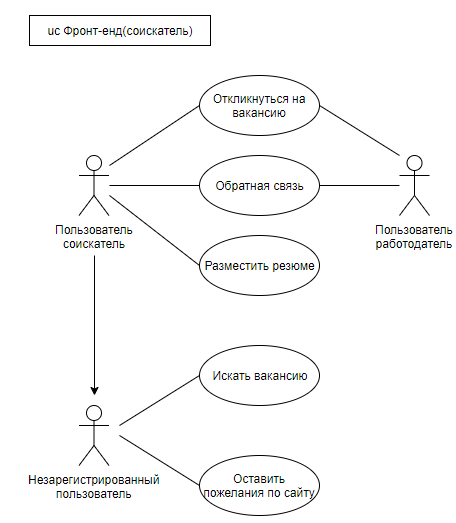 uc Фронт-енд(соискатель)
Откликнуться на
вакансию
Обратная связь
Пользователь
соискатель
Пользователь
работодатель
Разместить резюме
Искать вакансию
Незарегистрированный
пользователь
Оставить
пожелания по сайту